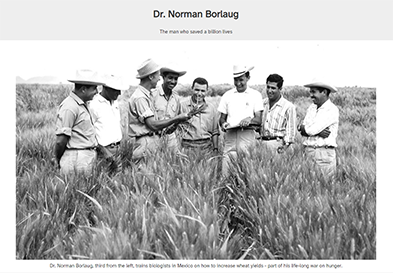 Dr. Norman Borlaug
The man who saved a billion lives
Dr. Norman Borlaug, third from the left, trains biologists in Mexico on how to increase wheat yields - part of his life-long war on hunger.